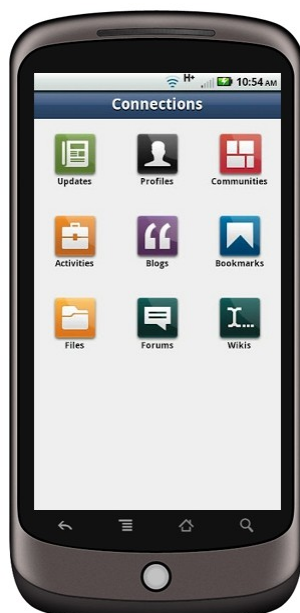 H+ 10:54 AM
Connections
Updates Profiles Communities
Activities Blogs Bookmarks
Files Forums Wikis